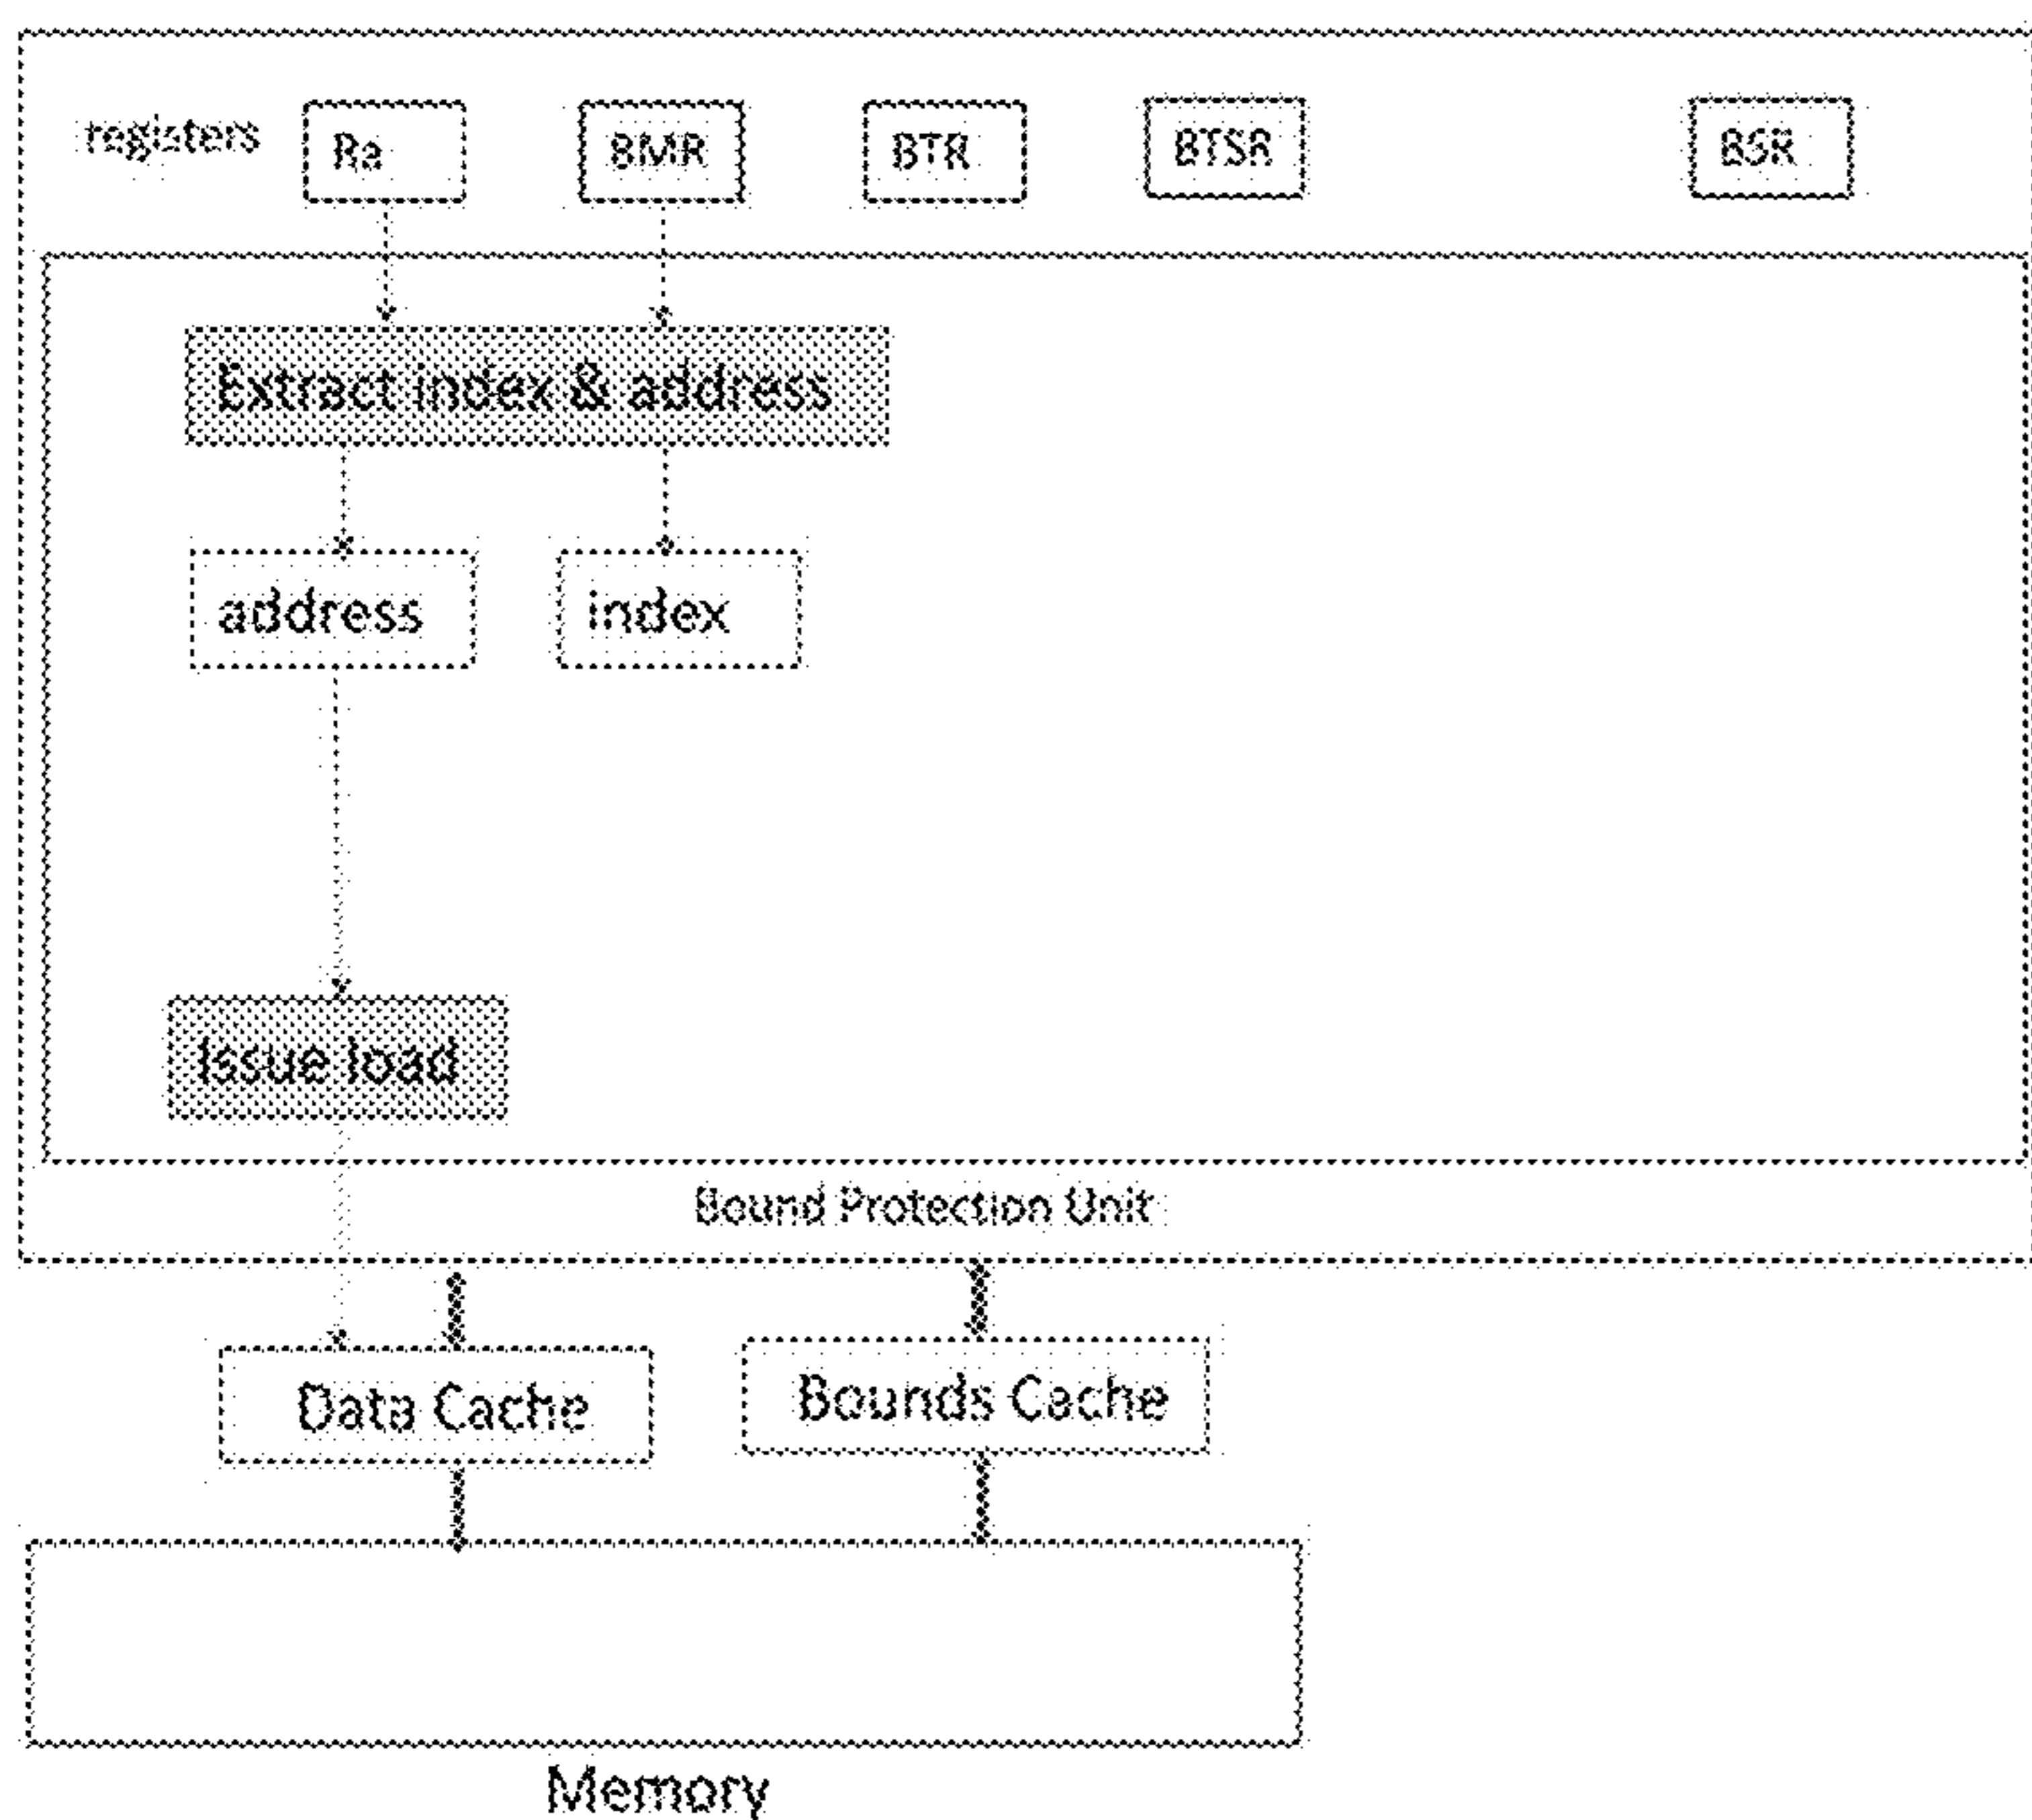 registers
Ra
BMR
BTR
BTSR
BSR
Extract index & address
address
index
Issue load
Bound Protection Unit
Data Cache
Bounds Cache
Memory